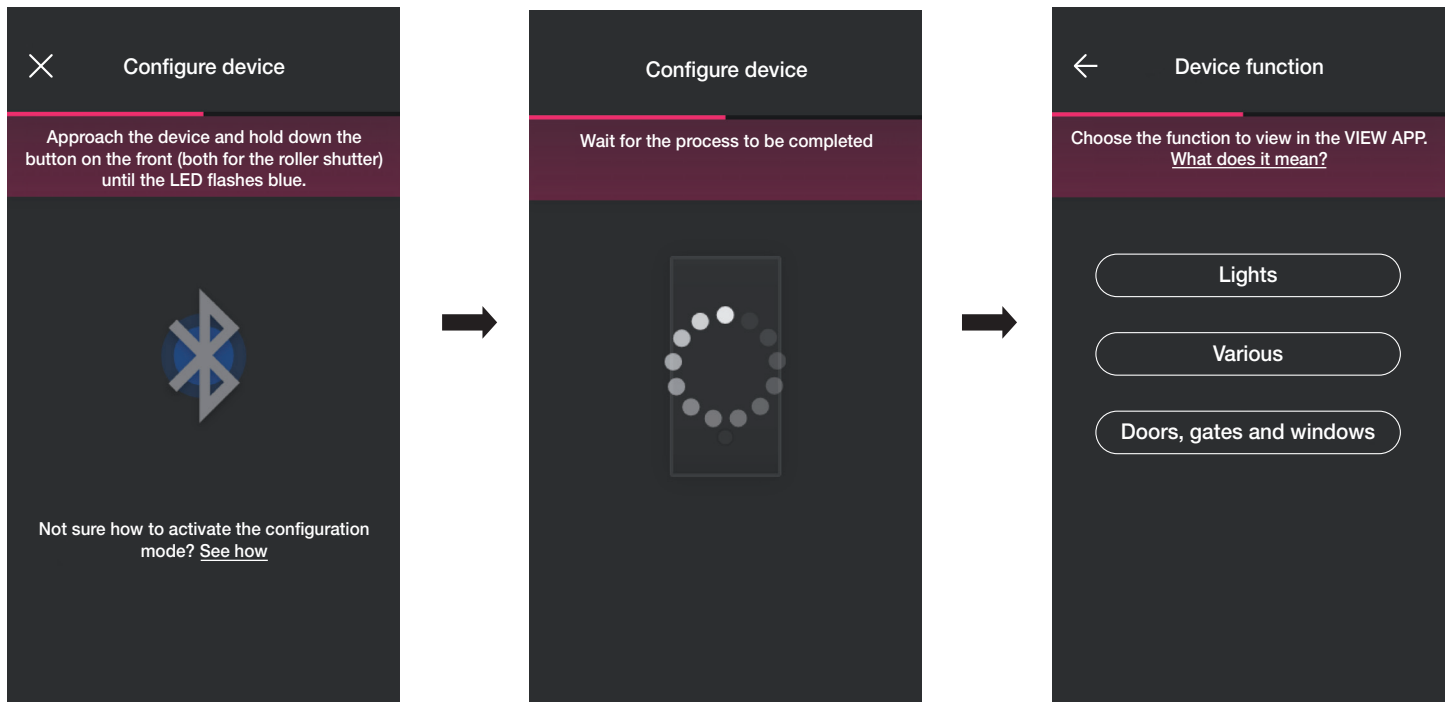 Configure device
Approach the device and hold down the
button on the front (both for the roller shutter)
until the LED flashes blue.
Not sure how to activate the configuration
mode? See how
Configure device
Wait for the process to be completed
Device function
Choose the function to view in the VIEW APP.
What does it mean?
Lights
Various
Doors, gates and windows